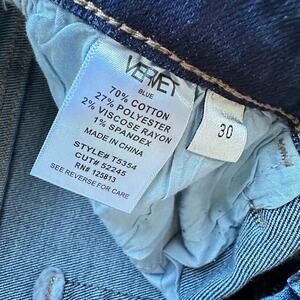 VERVET
BLUE
70% COTTON
27% POLYESTER
2% VISCOSE RAYON
1% SPANDEX
MADE IN CHINA
STYLE# T5354
CUT# 52245
RN# 125813
SEE REVERSE FOR CARE
30